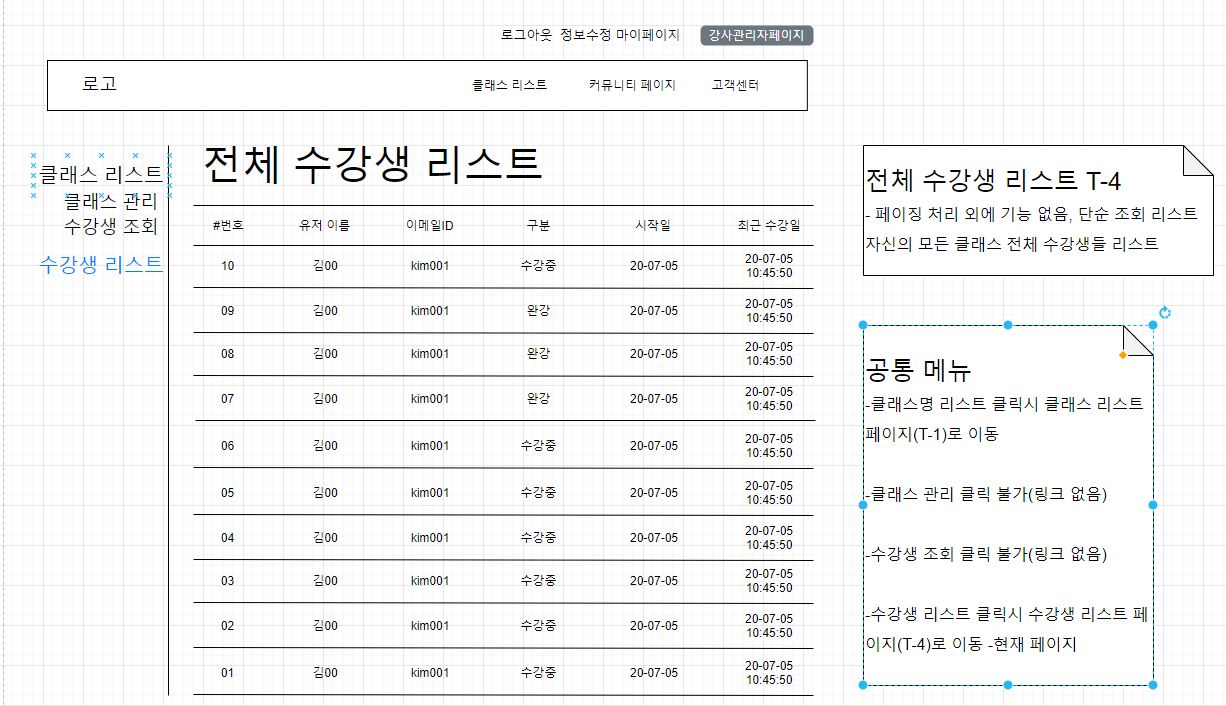 로그아웃 정보수정 마이페이지 강사관리자페이지
로고 클래스 리스트 커뮤니티 페이지 고객센터
클래스 리스트
클래스 관리
수강생 조회
수강생 리스트
전체 수강생 리스트
#번호 유저 이름 이메일ID 구분 시작일 최근 수강일
10 김00 kim001 수강중 20-07-05 20-07-05
10:45:50
09 김00 kim001 완강 20-07-05 20-07-05
10:45:50
08 김00 kim001 완강 20-07-05 20-07-05
10:45:50
07 김00 kim001 완강 20-07-05 20-07-05
10:45:50
06 김00 kim001 수강중 20-07-05 20-07-05
10:45:50
05 김00 kim001 수강중 20-07-05 20-07-05
10:45:50
04 김00 kim001 수강중 20-07-05 20-07-05
10:45:50
03 김00 kim001 수강중 20-07-05 20-07-05
10:45:50
02 김00 kim001 수강중 20-07-05 20-07-05
10:45:50
01 김00 kim001 수강중 20-07-05 20-07-05
10:45:50
전체 수강생 리스트 T-4
- 페이징 처리 외에 기능 없음, 단순 조회 리스트
자신의 모든 클래스 전체 수강생들 리스트
공통 메뉴
-클래스명 리스트 클릭시 클래스 리스트
페이지(T-1)로 이동
-클래스 관리 클릭 불가(링크 없음)
-수강생 조회 클릭 불가(링크 없음)
-수강생 리스트 클릭시 수강생 리스트 페
이지(T-4)로 이동 -현재 페이지